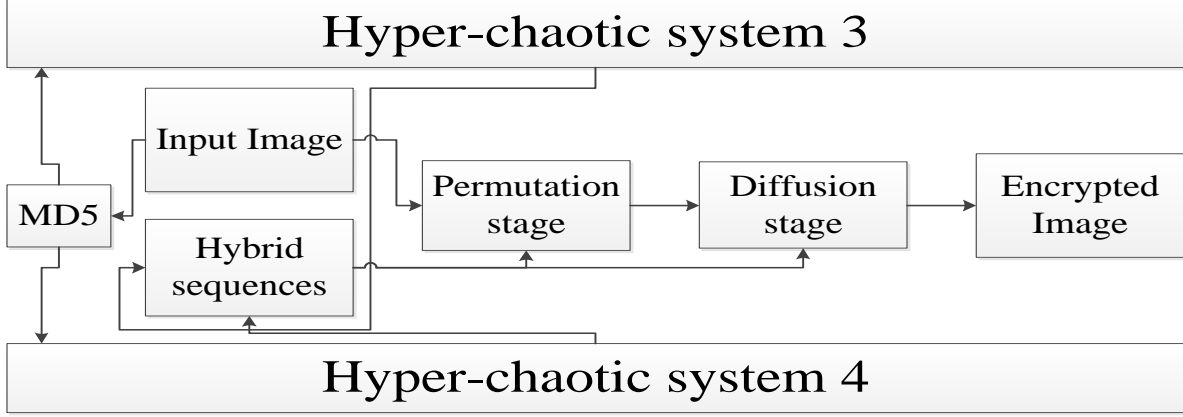 Hyper-chaotic system 3
Input Image
MD5
Hybrid
sequences
Permutation
stage
Diffusion
stage
Encrypted
Image
Hyper-chaotic system 4